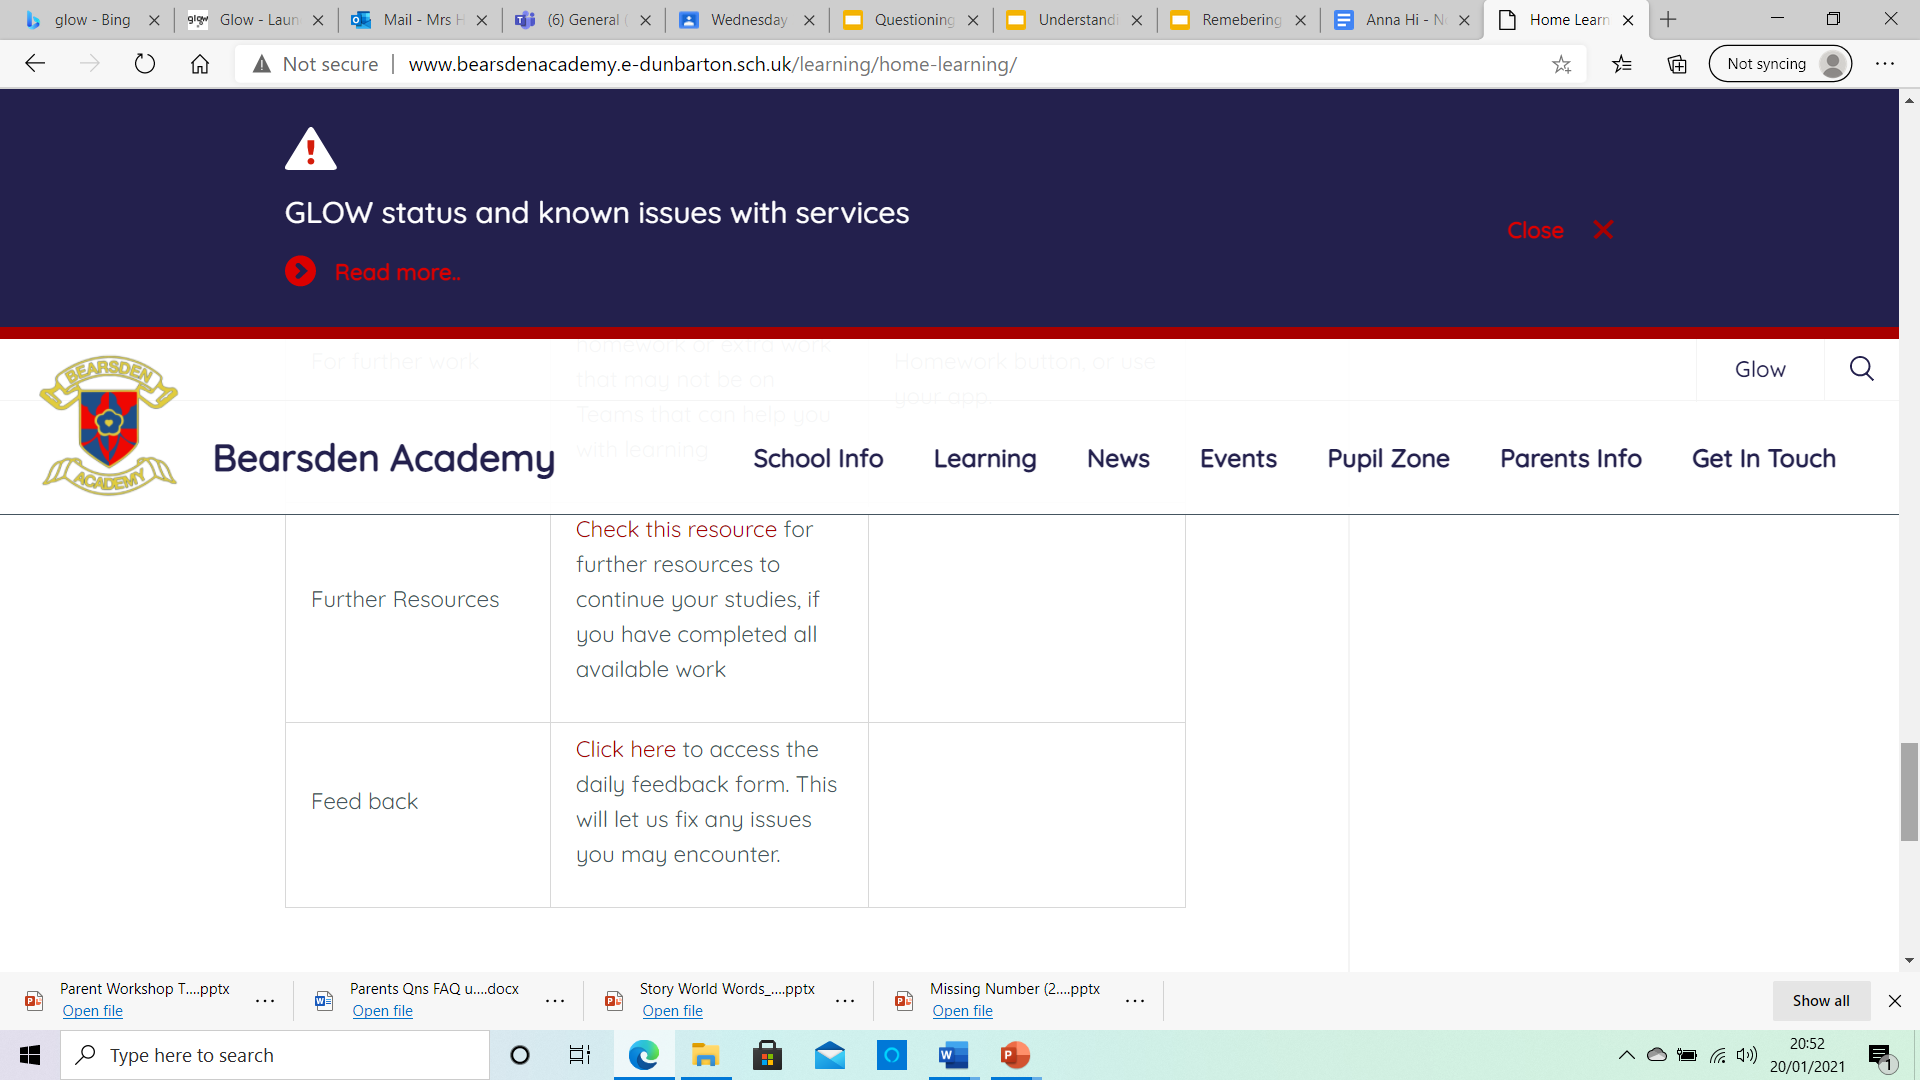 glow - Bing
Glow - Laun
Mail - Mrs H
(6) General (
Wednesday
Questioning
Understandi
Remebering
Anna Hi - No
Home Learn
Not secure
www.bearsdenacademy.e-dunbarton.sch.uk/learning/home-learning/
Not syncing
GLOW status and known issues with services
Close
Read more..
For further work
homework or extra work
that may not be on
Teams that can help you
with learning
Homework button, or use
your app
Glow
BEARSDEN
ACADEMY
Bearsden Academy
School Info
Learning
News
Events
Pupil Zone
Parents Info
Get In Touch
Further Resources
Check this resource for
further resources to
continue your studies, if
you have completed all
available work
Feed back
Click here to access the
daily feedback form. This
will let us fix any issues
you may encounter.
Parent Workshop T....pptx
Open file
Parents Qns FAQ u....docx
Open file
Story World Words_....pptx
Open file
Missing Number (2....pptx
Open file
Show all
Type here to search
20:52
20/01/2021
1